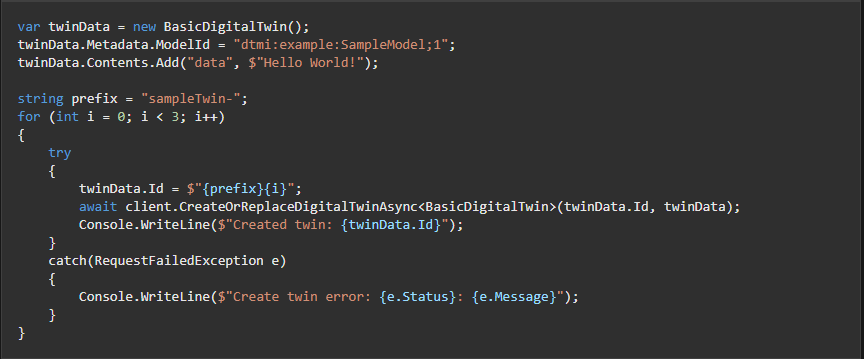 var twinData = new BasicDigitalTwin();
twinData.Metadata.ModelId = "dtmi:example:SampleModel;1";
twinData.Contents.Add("data", $"Hello World!");

string prefix = "sampleTwin-";
for (int i = 0; i < 3; i++)
{
    try
    {
        twinData.Id = $"{prefix}{i}";
        await client.CreateOrReplaceDigitalTwinAsync<BasicDigitalTwin>(twinData.Id, twinData);
        Console.WriteLine($"Created twin: {twinData.Id}");
    }
    catch(RequestFailedException e)
    {
        Console.WriteLine($"Create twin error: {e.Status}: {e.Message}");
    }
}